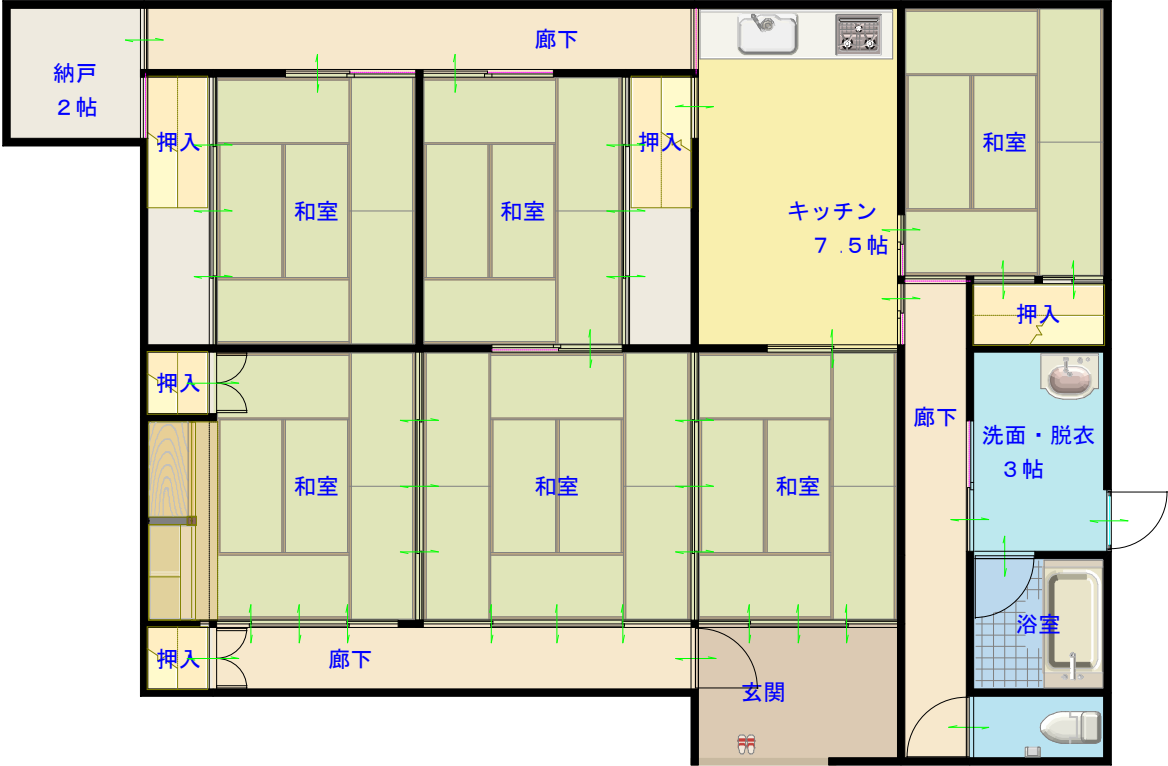 廊下
納戸
２帖
押入
押入
和室
和室
和室
キッチン
７.５帖
押入
押入
廊下
洗面・脱衣
３帖
和室
和室
和室
浴室
押入
廊下
玄関